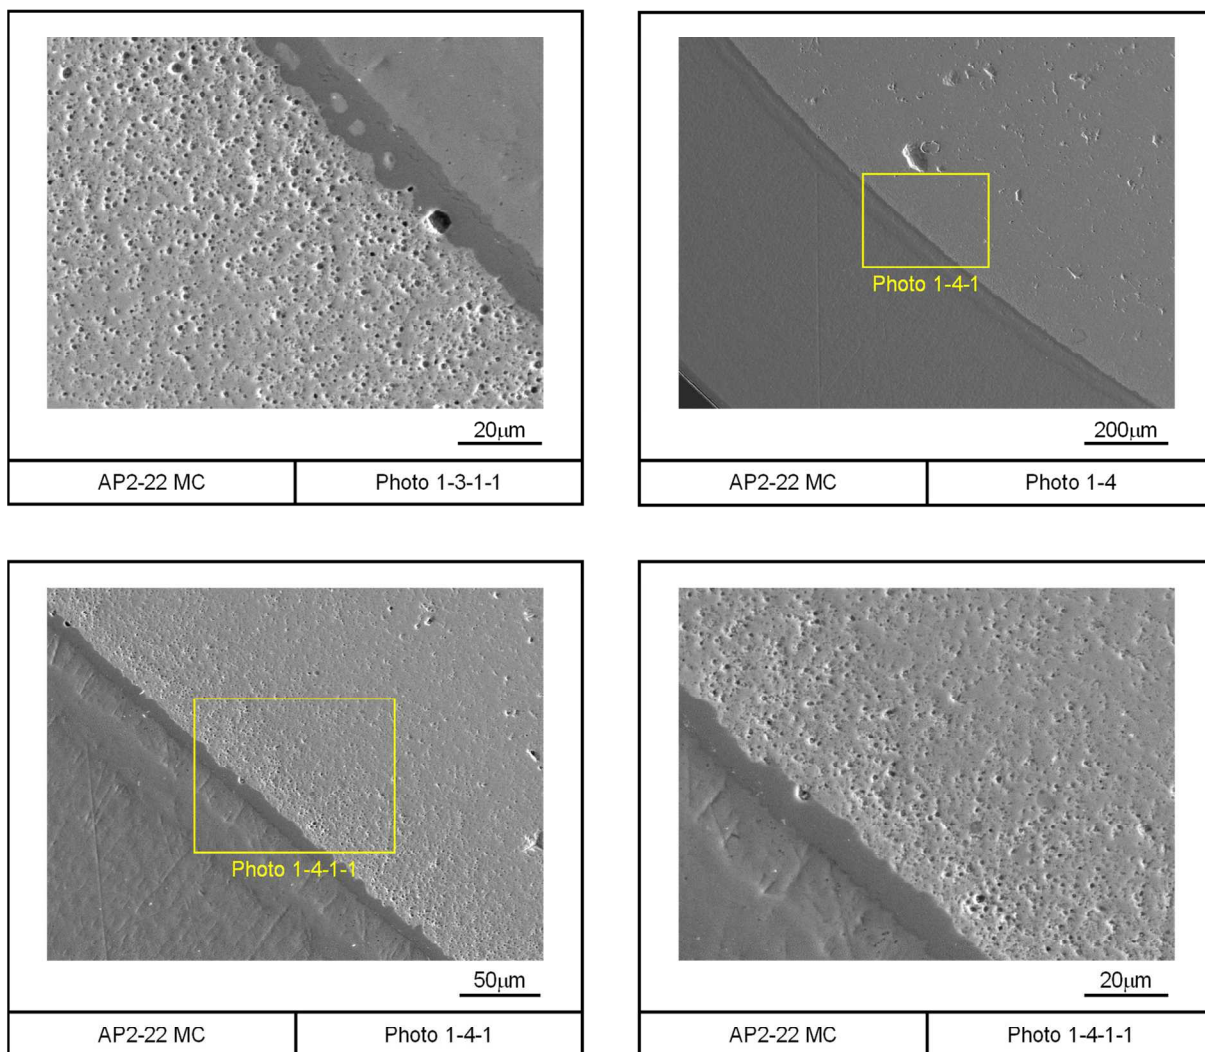 20μm
AP2-22 MC
Photo 1-3-1-1
Photo 1-4-1
200μm
AP2-22 MC
Photo 1-4
Photo 1-4-1-1
50μm
AP2-22 MC
Photo 1-4-1
20μm
AP2-22 MC
Photo 1-4-1-1